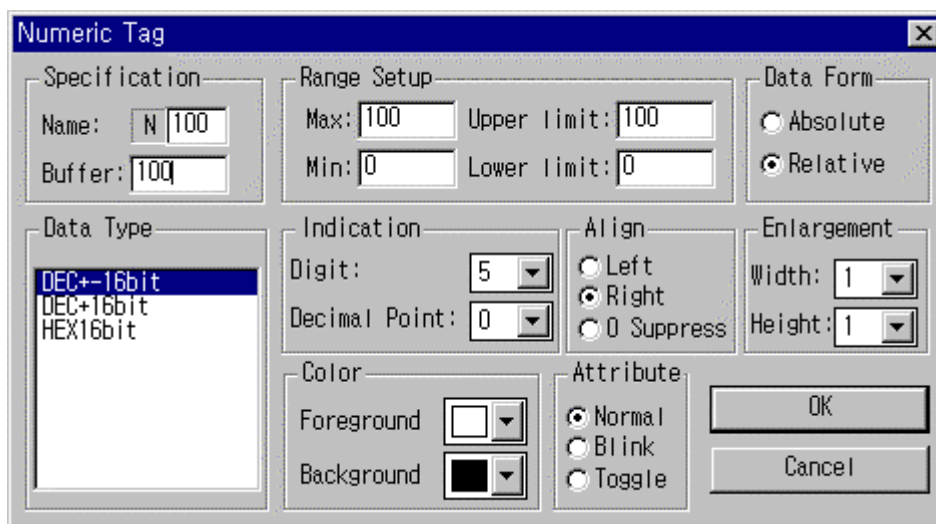 Numeric Tag
Specification
Name: N 100
Buffer: 100
Range Setup
Max: 100 Upper limit: 100
Min: 0 Lower limit: 0
Data Form
Absolute
Relative
Data Type
DEC+-16bit
DEC+16bit
HEX16bit
Indication
Digit: 5
Decimal Point: 0
Align
Left
Right
0 Suppress
Enlargement
Width: 1
Height: 1
Color
Foreground
Background
Attribute
Normal
Blink
Toggle
OK
Cancel